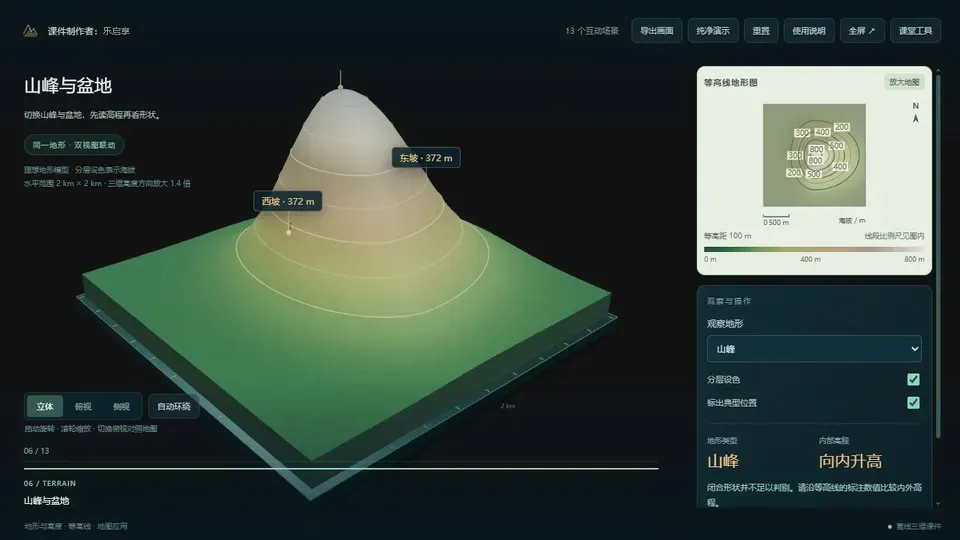 课件制作者：乐启享
13 个互动场景
导出画面
纯净演示
重置
使用说明
全屏 ↗
课堂工具
山峰与盆地
切换山峰与盆地，先读高程再看形状。
同一地形 · 双视图联动
理想地形模型 · 分层设色表示海拔
水平范围 2 km × 2 km · 三维高度方向放大 1.4 倍
东坡 · 372 m
西坡 · 372 m
2 km
等高线地形图
放大地图
N
300 400 200
800 500
300 800 400
200 500
0 500 m
海拔 / m
等高距 100 m
线段比例尺见图内
0 m
400 m
800 m
观察与操作
观察地形
山峰
分层设色
标出典型位置
地形类型
内部高程
山峰
向内升高
闭合形状并不足以判别。请沿等高线的标注数值比较内外高程。
立体
俯视
侧视
自动环绕
拖动旋转 · 滚轮缩放 · 切换俯视对照地图
06 / 13
06 / TERRAIN
山峰与盆地
地形与高度 · 等高线 · 地图应用
离线三维课件